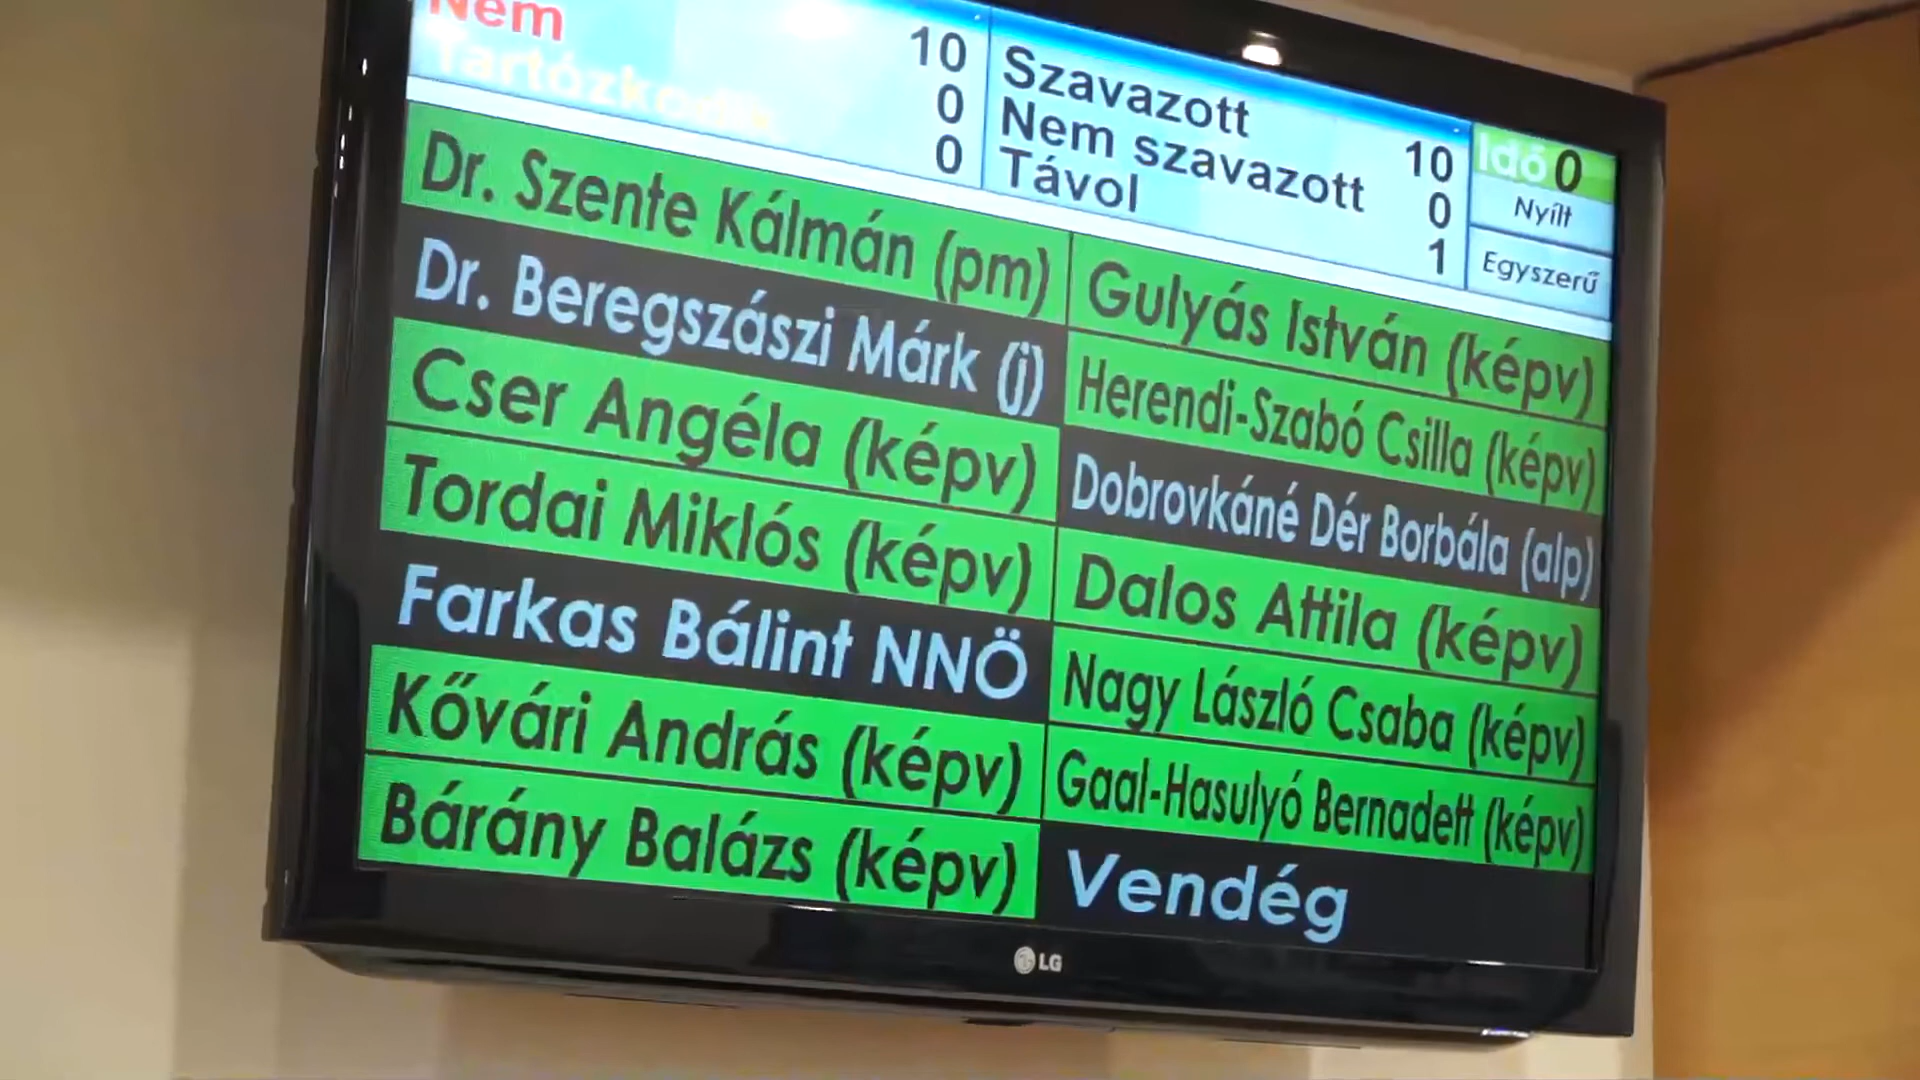 Nem 10
Tartózkodik 0
0
Szavazott 10
Nem szavazott 0
Távol 1
Idő 0
Nyílt
Egyszerű
Dr. Szente Kálmán (pm)
Dr. Beregszászi Márk (j)
Cser Angéla (képv)
Tordai Miklós (képv)
Farkas Bálint NNÖ
Kővári András (képv)
Bárány Balázs (képv)
Gulyás István (képv)
Herendi-Szabó Csilla (képv)
Dobrovkáné Dér Borbála (alp)
Dalos Attila (képv)
Nagy László Csaba (képv)
Gaal-Hasulyó Bernadett (képv)
Vendég
LG